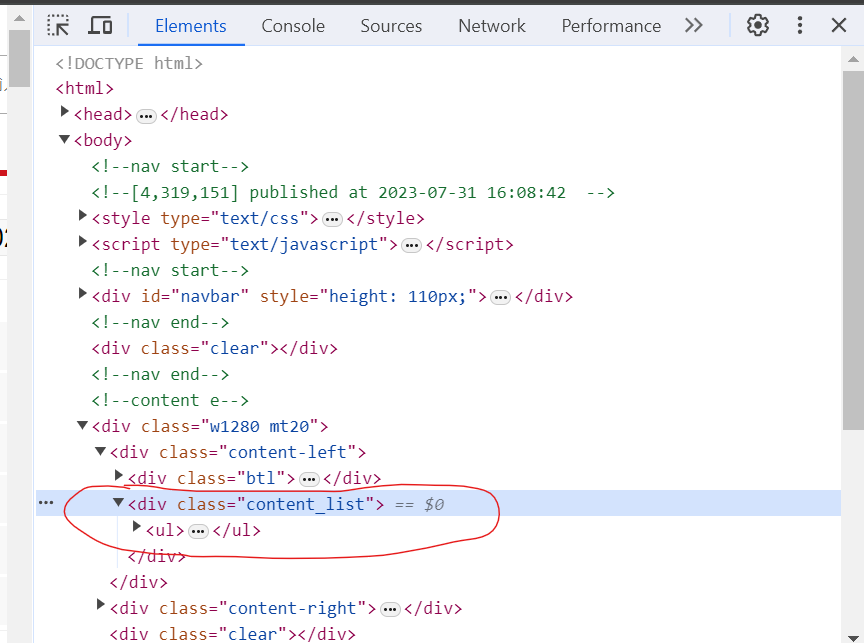 Elements Console Sources Network Performance
<!DOCTYPE html>
<html>
<head> ••• </head>
<body>
<!--nav start-->
<!--[4,319,151] published at 2023-07-31 16:08:42  -->
<style type="text/css"> ••• </style>
<script type="text/javascript"> ••• </script>
<!--nav start-->
<div id="navbar" style="height: 110px;"> ••• </div>
<!--nav end-->
<div class="clear"></div>
<!--nav end-->
<!--content e-->
<div class="w1280 mt20">
<div class="content-left">
<div class="btl"> ••• </div>
••• <div class="content_list"> == $0
<ul> ••• </ul>
</div>
</div>
<div class="content-right"> ••• </div>
<div class="clear"></div>